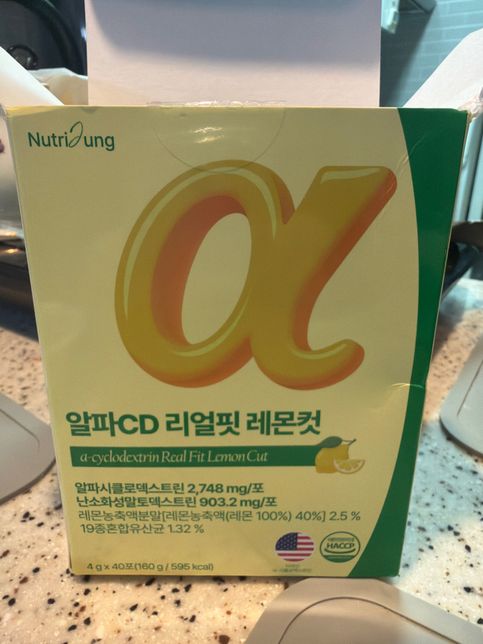 NutriJung
α
알파CD 리얼핏 레몬컷
α-cyclodextrin Real Fit Lemon Cut
알파시클로덱스트린 2,748 mg/포
난소화성말토덱스트린 903.2 mg/포
레몬농축액분말[레몬농축액(레몬 100%) 40%] 2.5 %
19종혼합유산균 1.32 %
4 g x 40포(160 g / 595 kcal)
HACCP